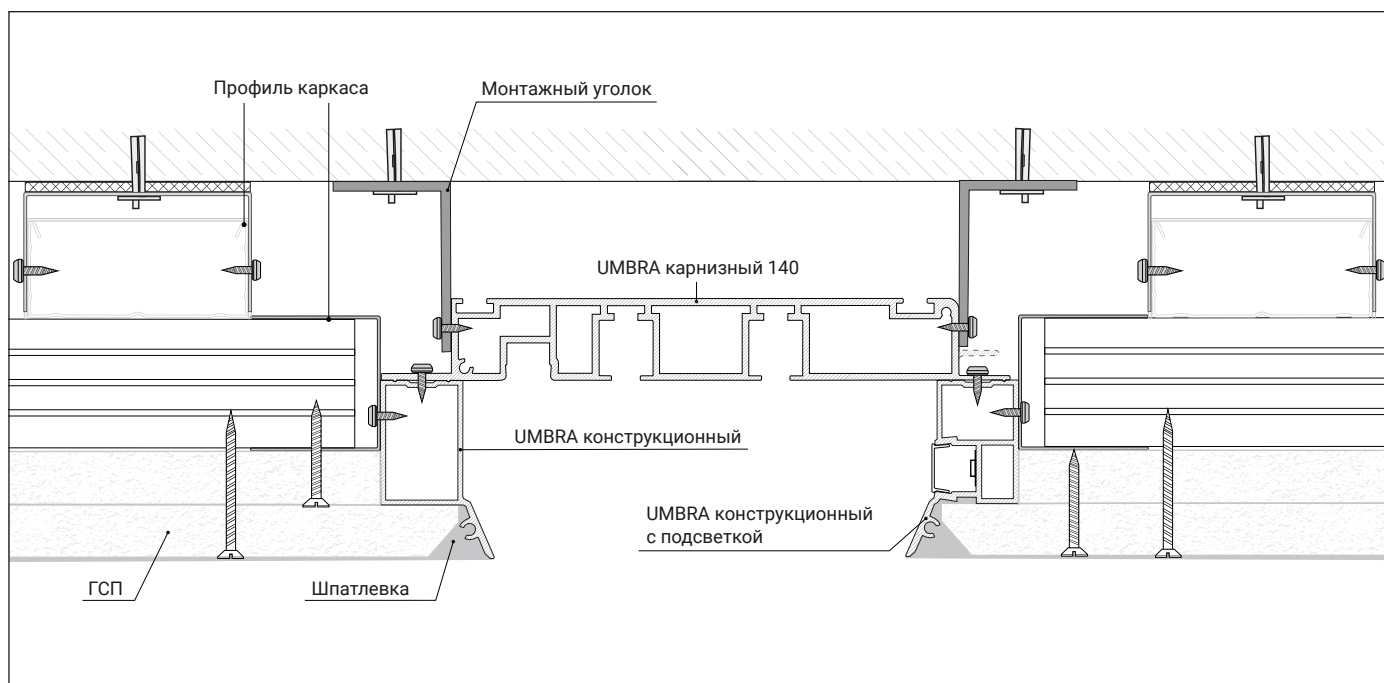 Профиль каркаса
Монтажный уголок
UMBRA карнизный 140
UMBRA конструкционный
UMBRA конструкционный
с подсветкой
ГСП
Шпатлевка